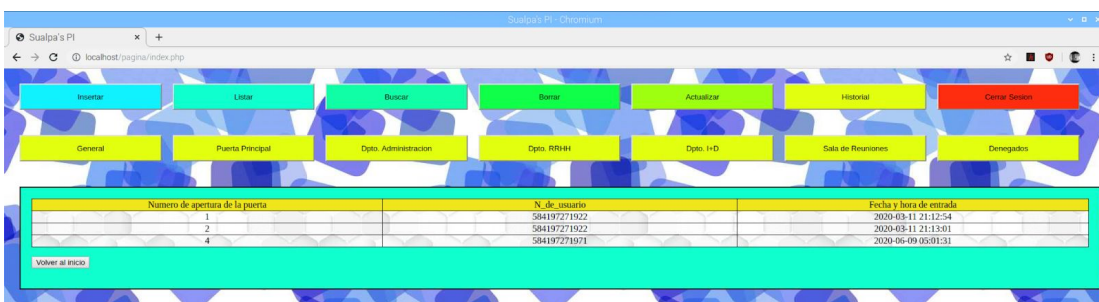 Sualpa's PI - Chromium
Sualpa's PI × +
localhost/pagina/index.php
Insertar Listar Buscar Borrar Actualizar Historial Cerrar Sesion
General Puerta Principal Dpto. Administracion Dpto. RRHH Dpto. I+D Sala de Reuniones Denegados
Numero de apertura de la puerta N_de_usuario Fecha y hora de entrada
1 584197271922 2020-03-11 21:12:54
2 584197271922 2020-03-11 21:13:01
4 584197271971 2020-06-09 05:01:31
Volver al inicio